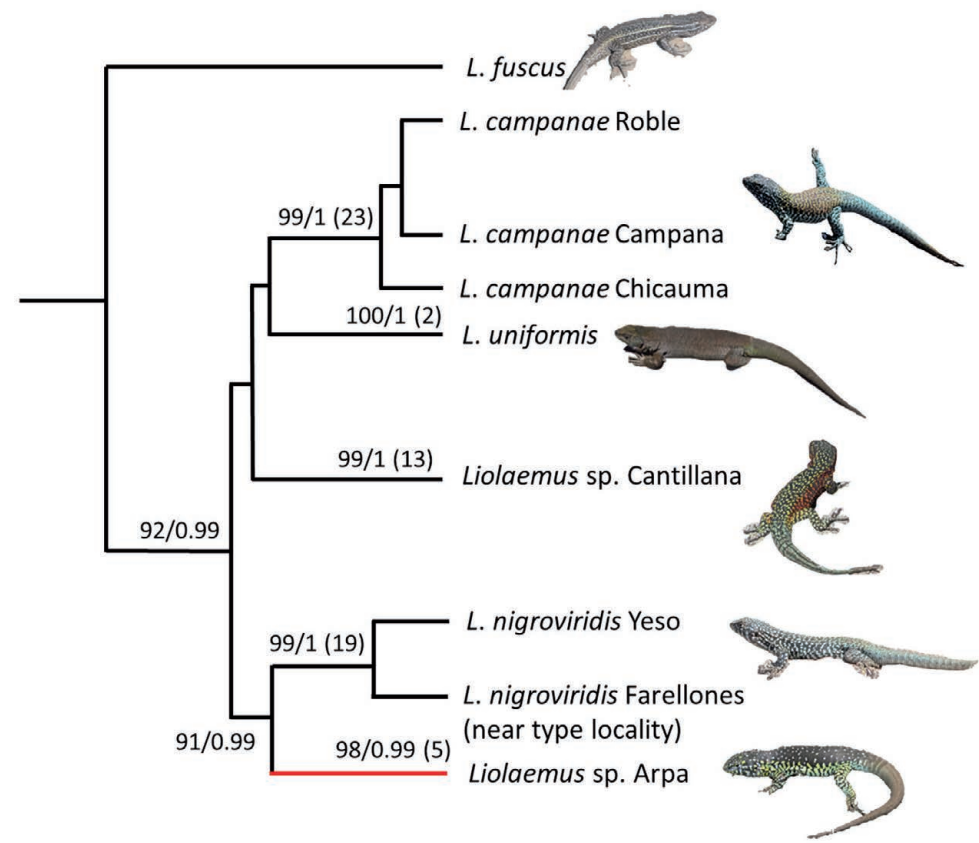 L. fuscus
L. campanae Roble
99/1 (23)
L. campanae Campana
L. campanae Chicauma
100/1 (2)
L. uniformis
99/1 (13)
Liolaemus sp. Cantillana
92/0.99
L. nigroviridis Yeso
99/1 (19)
L. nigroviridis Farellones
(near type locality)
91/0.99
98/0.99 (5)
Liolaemus sp. Arpa